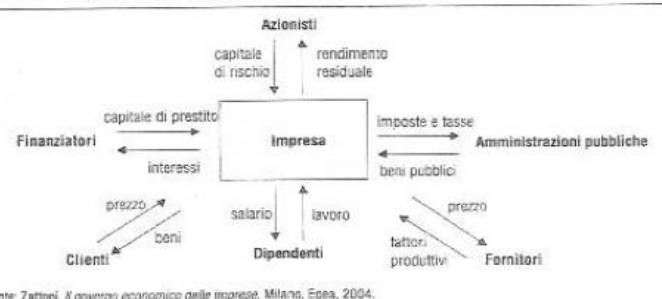 Azionisti
capitale
di rischio
rendimento
residuale
capitale di prestito
Finanziatori
interessi
Impresa
imposte e tasse
Amministrazioni pubbliche
beni pubblici
prezzo
beni
Clienti
salario
lavoro
Dipendenti
prezzo
fattori
produttivi
Fornitori
nte: Zattoni, Il governo economico delle imprese, Milano, Egea, 2004.